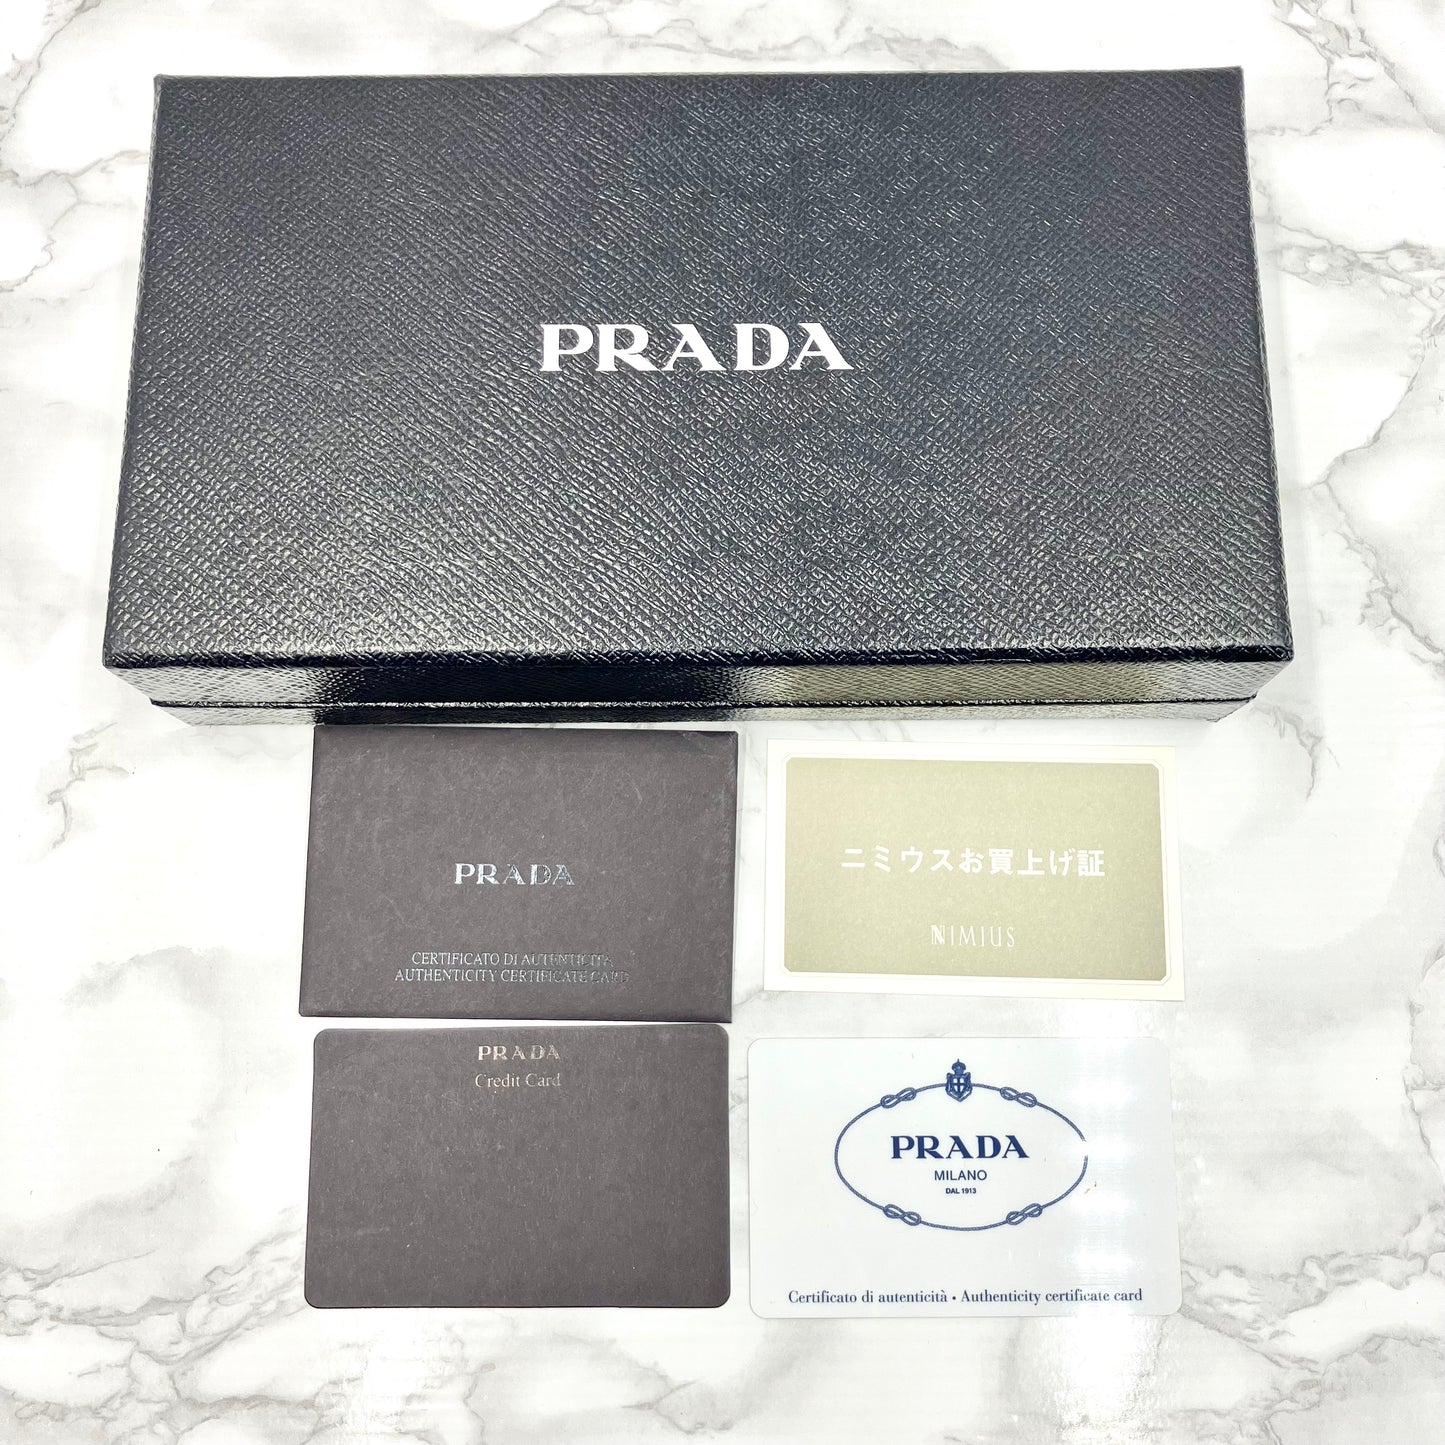 PRADA
PRADA
CERTIFICATO DI AUTENTICITÀ
AUTHENTICITY CERTIFICATE CARD
ニミウスお買上げ証
NIMIUS
PRADA
Credit Card
PRADA
MILANO
DAL 1913
Certificato di autenticità • Authenticity certificate card